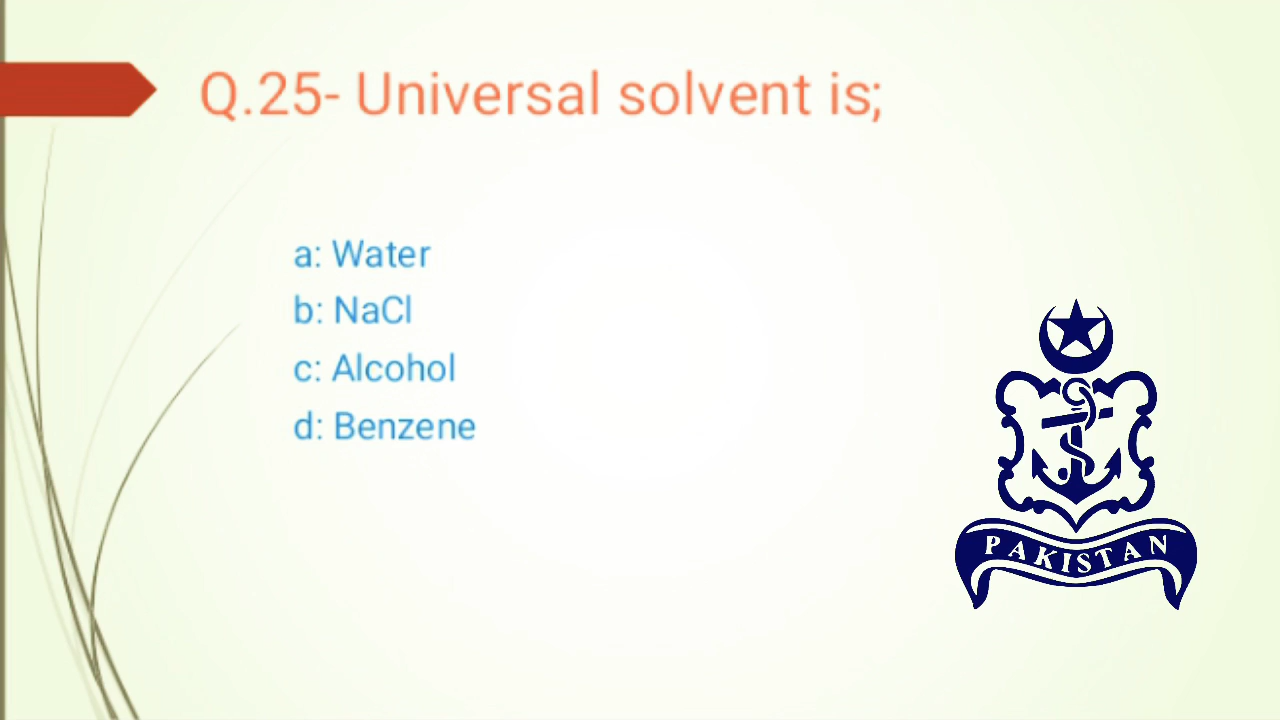 Q.25- Universal solvent is;
a: Water
b: NaCl
c: Alcohol
d: Benzene
PAKISTAN